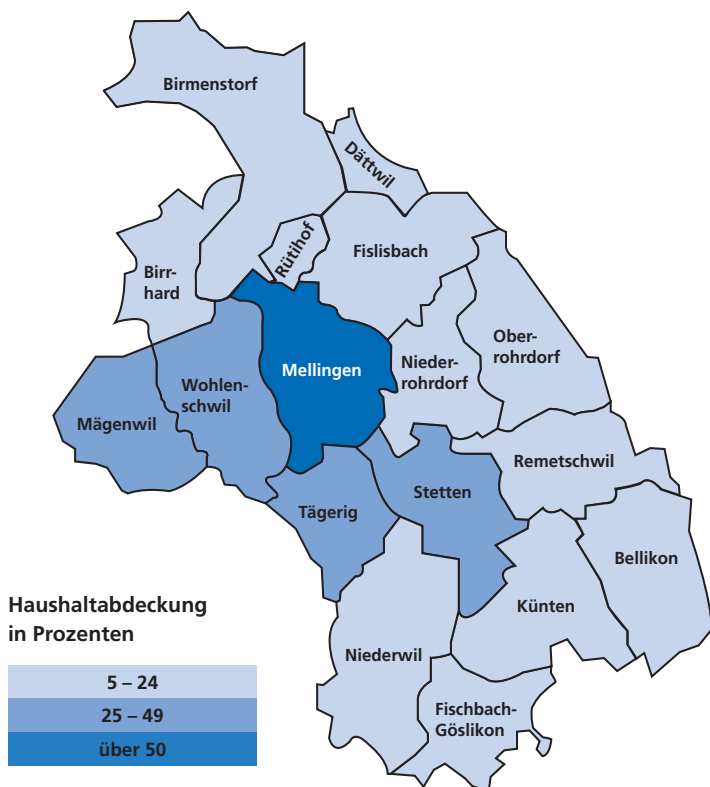 Birmenstorf
Dättwil
Rütihof
Fislisbach
Birr-
hard
Ober-
rohrdorf
Nieder-
rohrdorf
Mellingen
Wohlen-
schwil
Mägenwil
Remetschwil
Stetten
Tägerig
Bellikon
Künten
Haushaltabdeckung
in Prozenten
Niederwil
5 – 24
25 – 49
über 50
Fischbach-
Göslikon